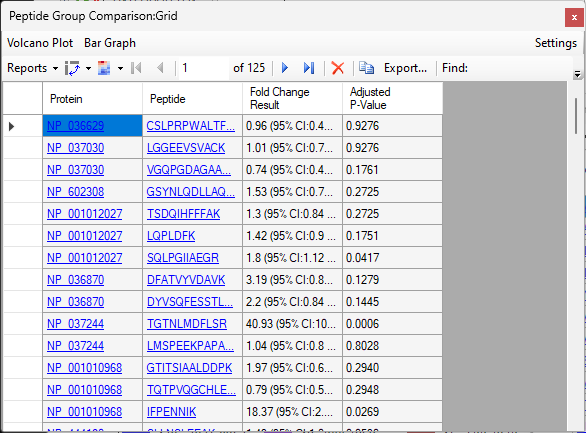 Peptide Group Comparison:Grid
Volcano Plot Bar Graph Settings
Reports 1 of 125 Export... Find:
Protein Peptide Fold Change Result Adjusted P-Value
NP_036629 CSLPRPWALTF... 0.96 (95% CI:0.4... 0.9276
NP_037030 LGGEEVSVACK 1.01 (95% CI:0.7... 0.9276
NP_037030 VGQPGDAGAA... 0.74 (95% CI:0.4... 0.1761
NP_602308 GSYNLQDLLAQ... 1.53 (95% CI:0.7... 0.2725
NP_001012027 TSDQIHFFFAK 1.3 (95% CI:0.84 ... 0.2725
NP_001012027 LQPLDFK 1.42 (95% CI:0.9 ... 0.1751
NP_001012027 SQLPGIIAEGR 1.8 (95% CI:1.12 ... 0.0417
NP_036870 DFATVYVDAVK 3.19 (95% CI:0.8... 0.1279
NP_036870 DYVSQFESSTL... 2.2 (95% CI:0.84 ... 0.1445
NP_037244 TGTNLMDFLSR 40.93 (95% CI:10... 0.0006
NP_037244 LMSPEEKPAPA... 1.04 (95% CI:0.8 ... 0.8028
NP_001010968 GTITSIAALDDPK 1.97 (95% CI:0.6... 0.2940
NP_001010968 TQTPVQGCHLE... 0.79 (95% CI:0.5... 0.2948
NP_001010968 IFPENNIK 18.37 (95% CI:2.... 0.0269